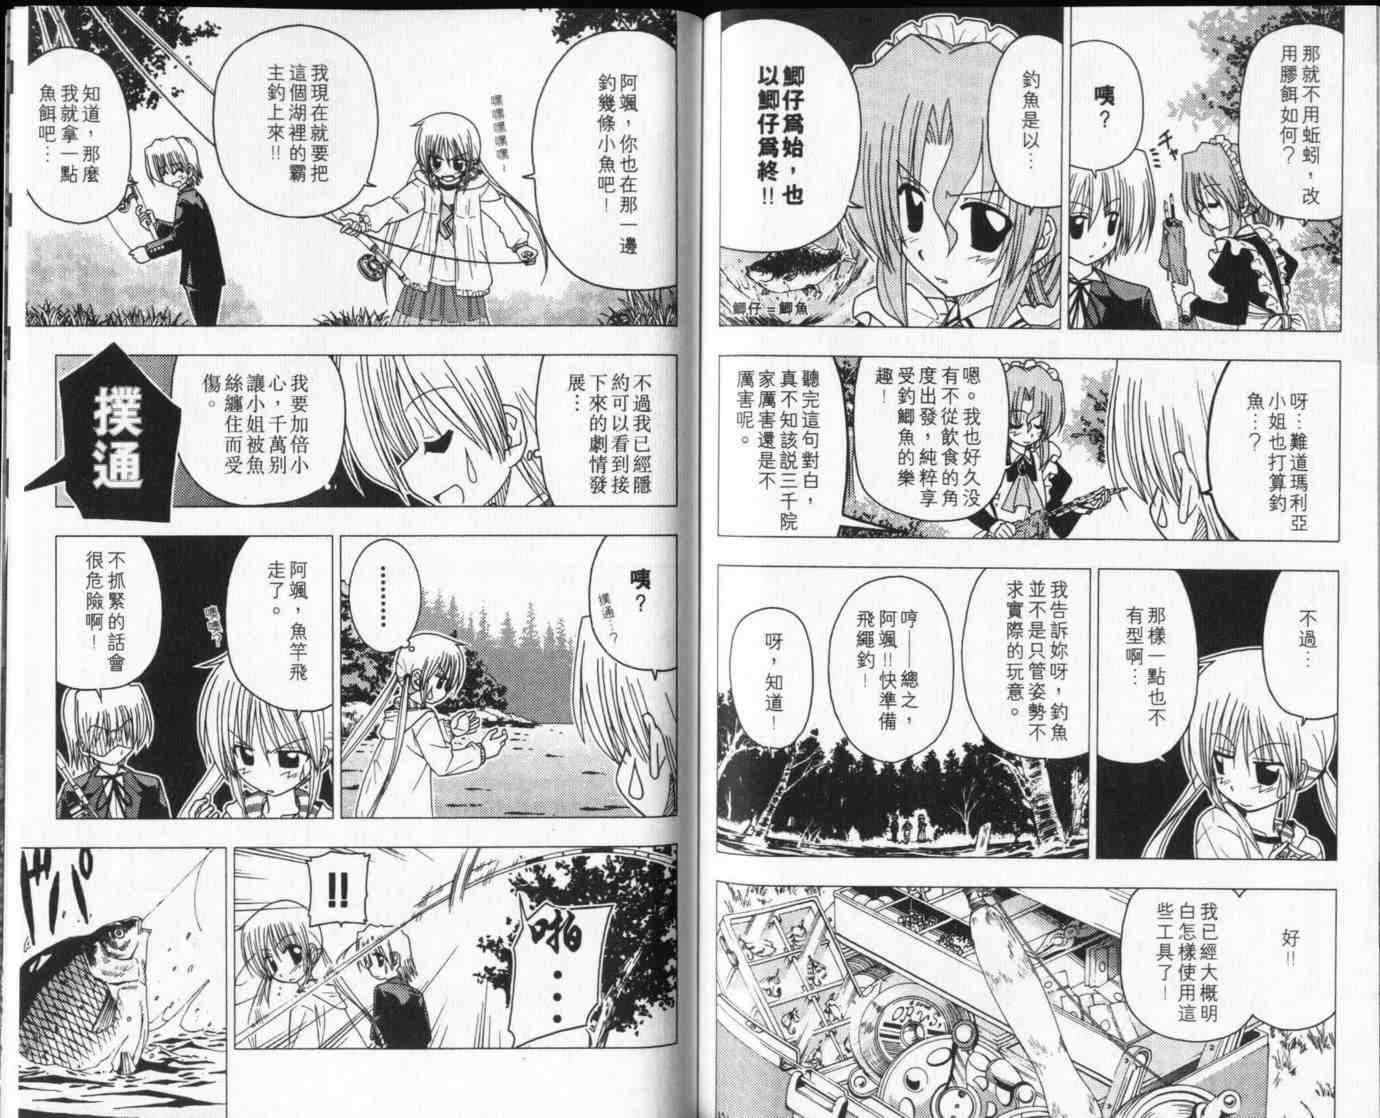 那就不用蚯蚓，改
用膠餌如何？
咦？
チャ
釣魚是以…
鯽仔為始，也
以鯽仔為終!!
鯽仔=鯽魚
呀…難道瑪利亞
小姐也打算釣
魚…？
嗯。我也好久沒
有不從飲食的角
度出發，純粹享
受釣鯽魚的樂
趣！
聽完這句對白，
真不知該説三千院
家厲害還是不
厲害呢。
不過…
那樣一點也不
有型啊…
我告訴妳呀，釣魚
並不是只管姿勢不
求實際的玩意。
哼——總之，
阿颯!!快準備
飛繩釣！
呀，知道！
好!!
我已經大概明
白怎樣使用這
些工具了！
阿颯，你也在那一邊
釣幾條小魚吧！
嘿嘿嘿嘿嘿~
我現在就要把
這個湖裡的霸
主釣上來!!
知道，那麼
我就拿一點
魚餌吧…
不過我已經隱
約可以看到接
下來的劇情發
展…
我要加倍小
心，千萬別
讓小姐被魚
絲纏住而受
傷。
撲通
咦？
撲通…？
………
阿颯，魚竿飛
走了。
嘿嘿？
不抓緊的話會
很危險啊！
!!
啪…